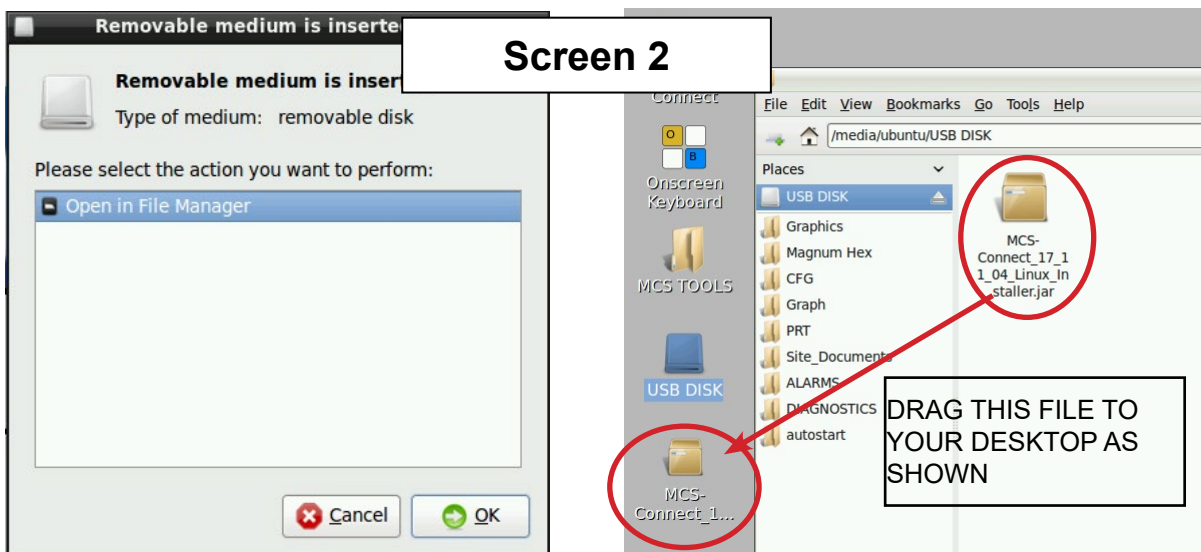 Removable medium is inserte
Screen 2
Removable medium is inser
Type of medium: removable disk
Please select the action you want to perform:
Open in File Manager
Cancel
OK
Connect
O
B
Onscreen
Keyboard
MCS TOOLS
USB DISK
MCS-
Connect_1...
File Edit View Bookmarks Go Tools Help
/media/ubuntu/USB DISK
Places
USB DISK
Graphics
Magnum Hex
CFG
Graph
PRT
Site_Documents
ALARMS
DIAGNOSTICS
autostart
MCS-
Connect_17_1
1_04_Linux_In
staller.jar
DRAG THIS FILE TO
YOUR DESKTOP AS
SHOWN